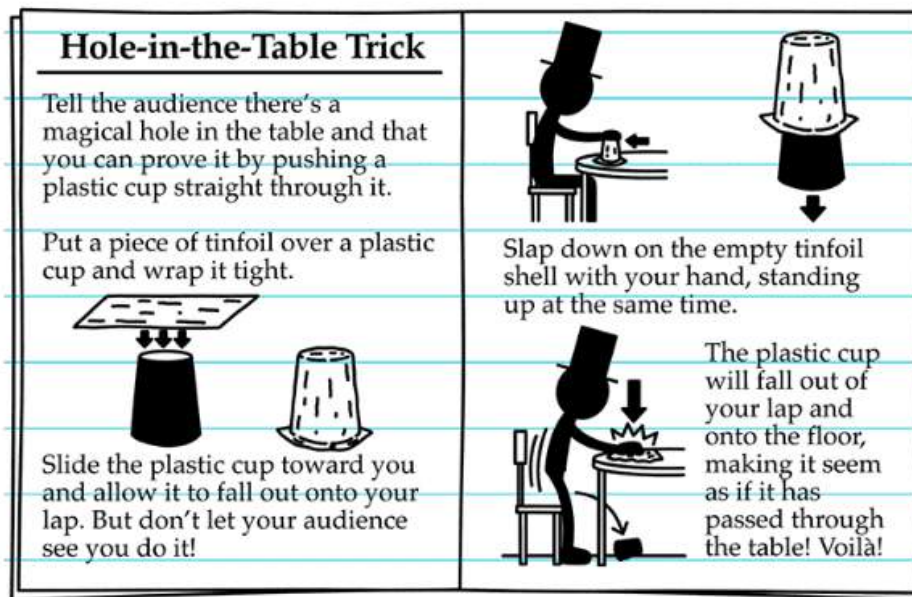 Hole-in-the-Table Trick
Tell the audience there's a
magical hole in the table and that
you can prove it by pushing a
plastic cup straight through it.
Put a piece of tinfoil over a plastic
cup and wrap it tight.
Slide the plastic cup toward you
and allow it to fall out onto your
lap. But don't let your audience
see you do it!
Slap down on the empty tinfoil
shell with your hand, standing
up at the same time.
The plastic cup
will fall out of
your lap and
onto the floor,
making it seem
as if it has
passed through
the table! Voilà!